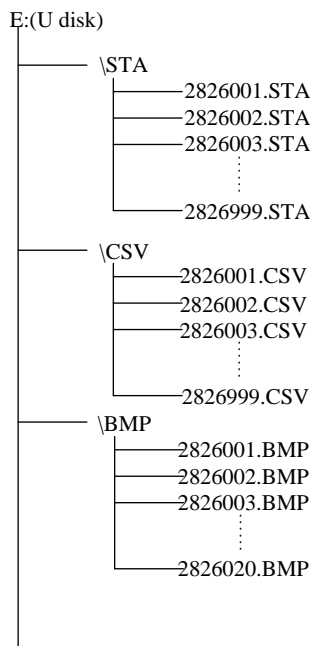 E:(U disk)
\STA
2826001.STA
2826002.STA
2826003.STA
2826999.STA
\CSV
2826001.CSV
2826002.CSV
2826003.CSV
2826999.CSV
\BMP
2826001.BMP
2826002.BMP
2826003.BMP
2826020.BMP